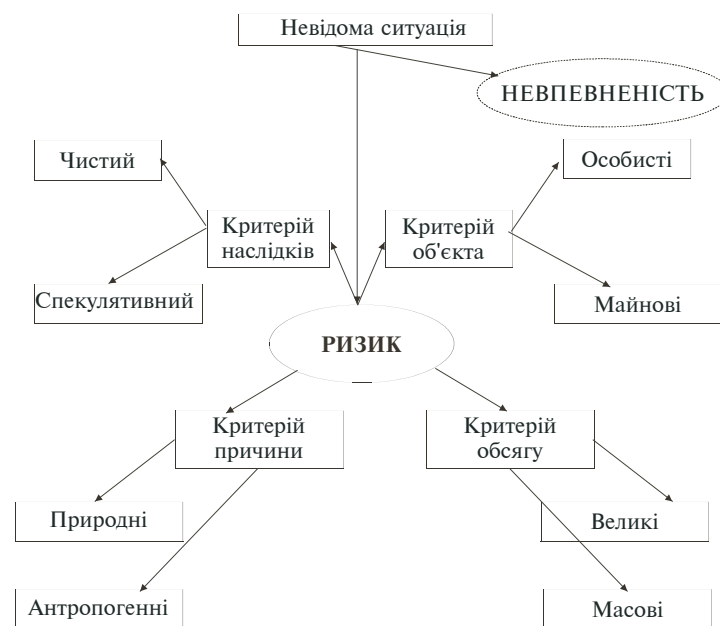 Невідома ситуація
НЕВПЕВНЕНІСТЬ
Чистий
Особисті
Критерій
наслідків
Критерій
об'єкта
Спекулятивний
Майнові
РИЗИК
Критерій
причини
Критерій
обсягу
Природні
Великі
Антропогенні
Масові